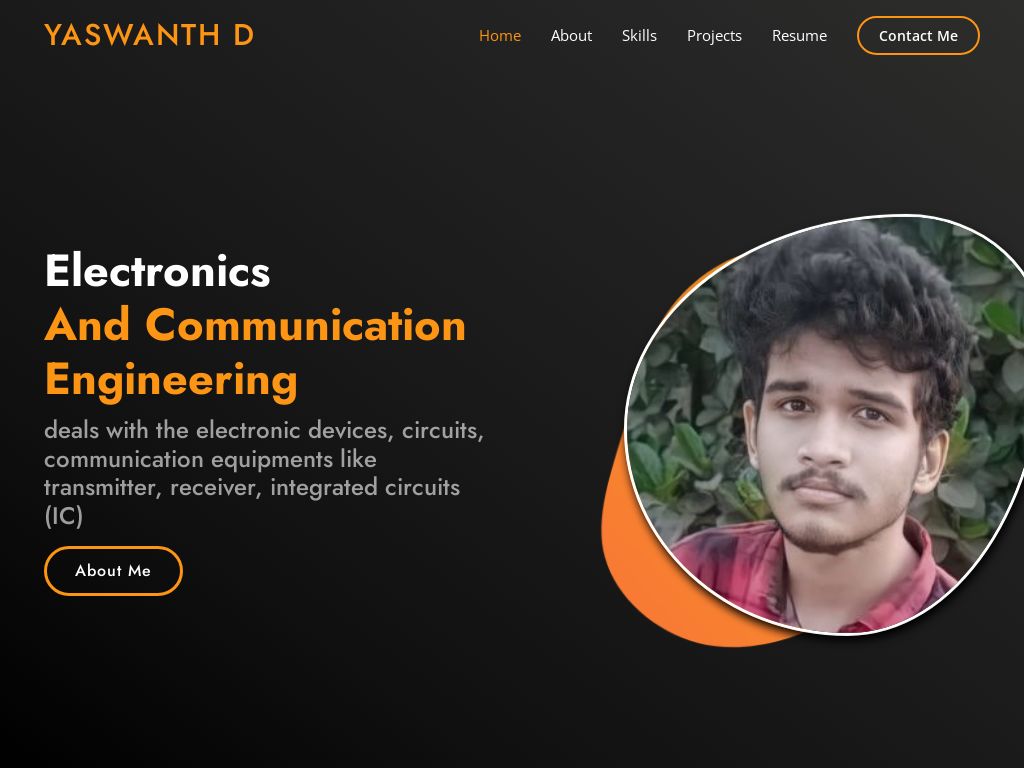 YASWANTH D
Home About Skills Projects Resume Contact Me
Electronics
And Communication
Engineering
deals with the electronic devices, circuits,
communication equipments like
transmitter, receiver, integrated circuits
(IC)
About Me